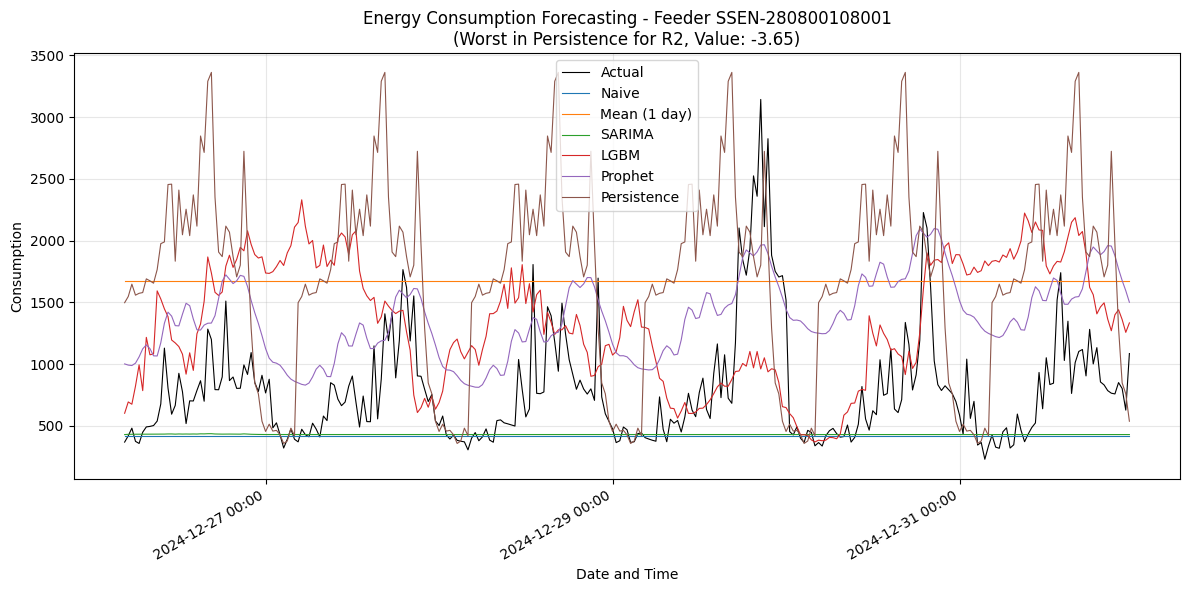 Energy Consumption Forecasting - Feeder SSEN-280800108001
(Worst in Persistence for R2, Value: -3.65)
Consumption
3500
3000
2500
2000
1500
1000
500
Actual
Naive
Mean (1 day)
SARIMA
LGBM
Prophet
Persistence
2024-12-27 00:00
2024-12-29 00:00
2024-12-31 00:00
Date and Time